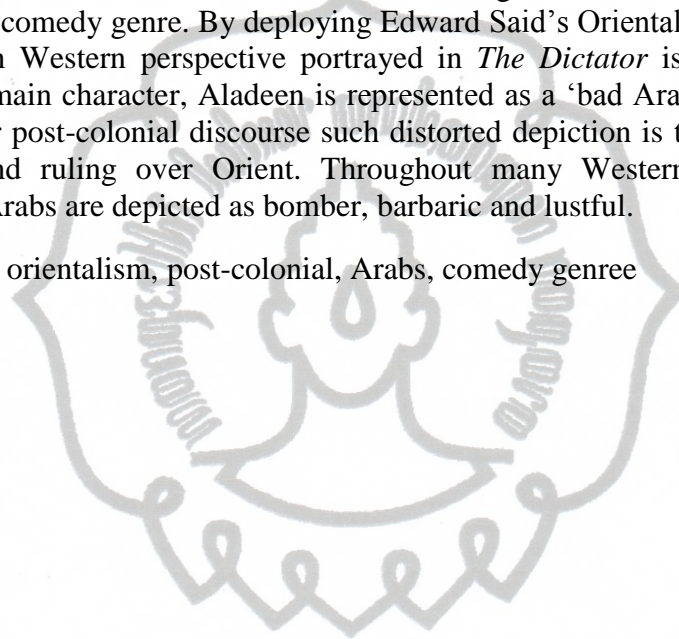 comedy genre. By deploying Edward Said's Oriental
Western perspective portrayed in The Dictator is
main character, Aladeen is represented as a 'bad Ara
post-colonial discourse such distorted depiction is t
ruling over Orient. Throughout many Western
Arabs are depicted as bomber, barbaric and lustful.
orientalism, post-colonial, Arabs, comedy genree